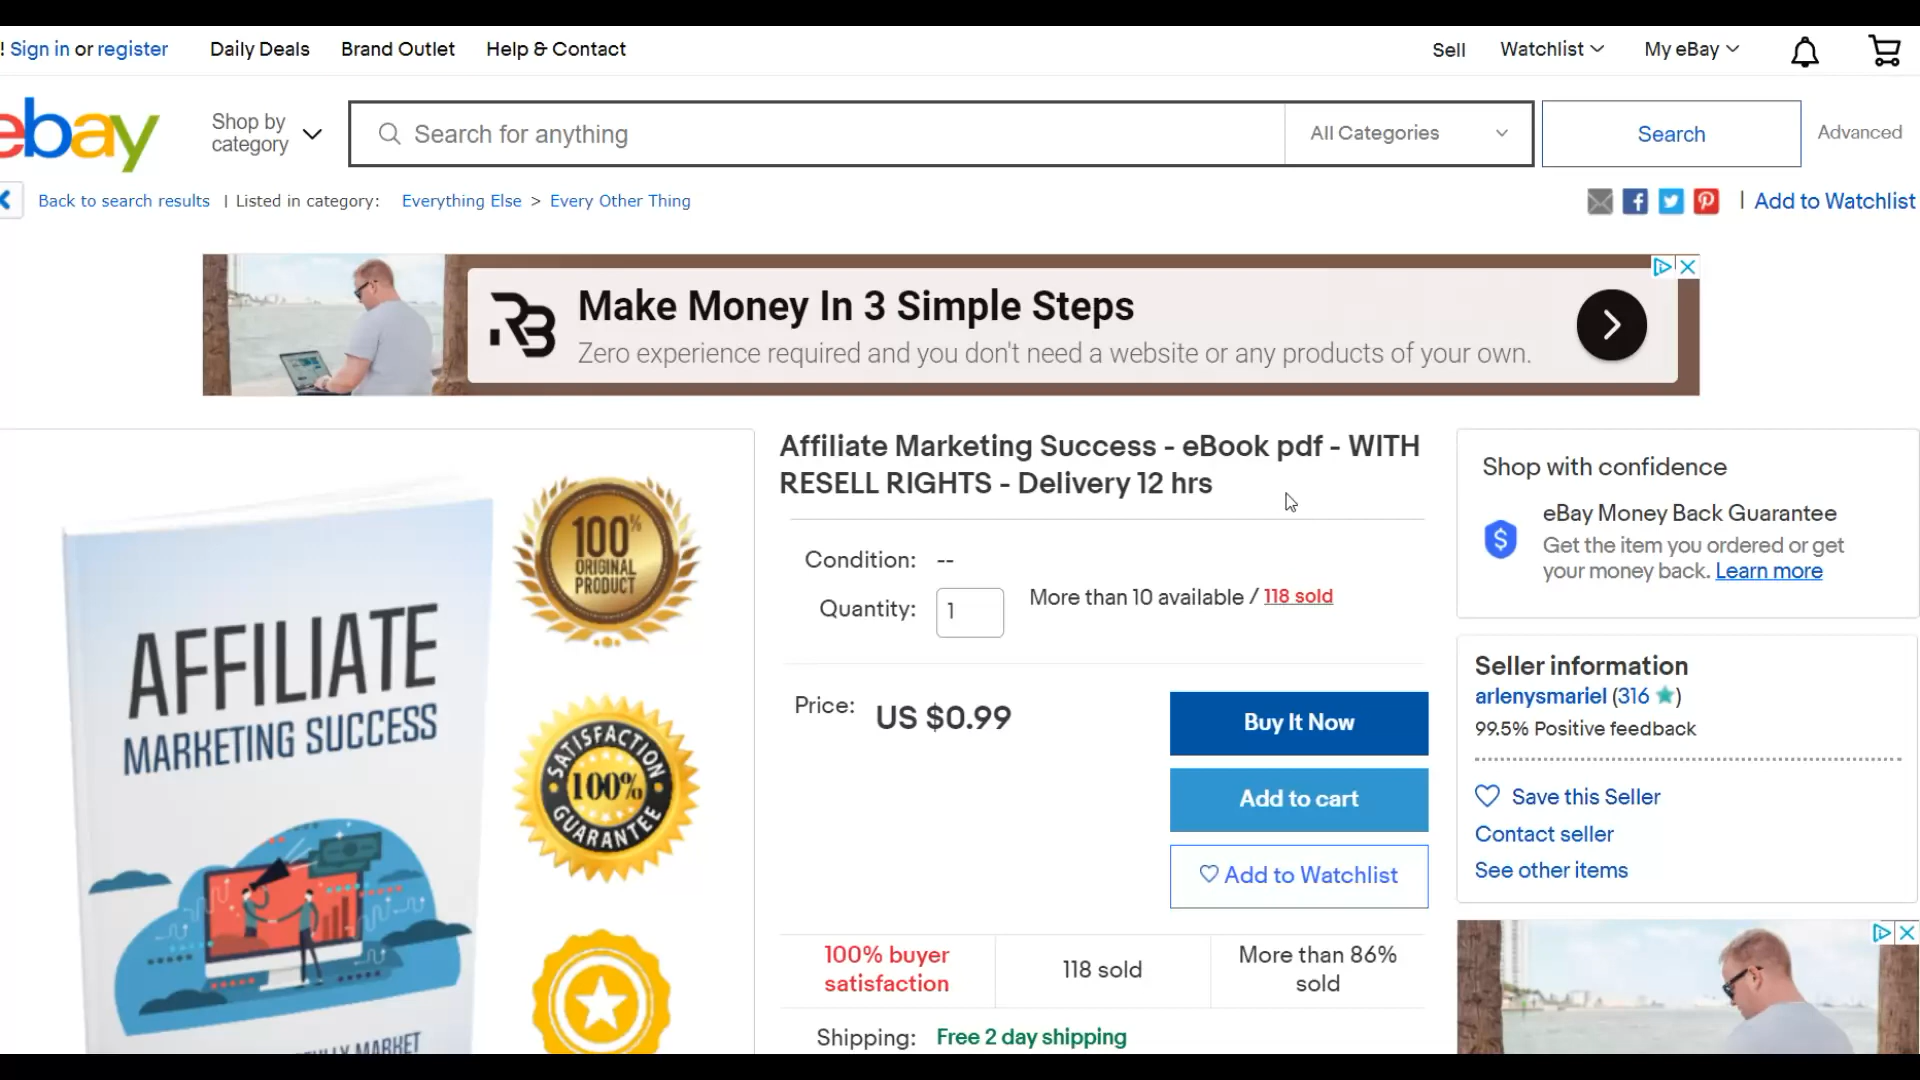 ! Sign in or register
Daily Deals
Brand Outlet
Help & Contact
Sell
Watchlist
My eBay
ebay
Shop by
category
Search for anything
All Categories
Search
Advanced
Back to search results | Listed in category: Everything Else > Every Other Thing
| Add to Watchlist
RB
Make Money In 3 Simple Steps
Zero experience required and you don't need a website or any products of your own.
AFFILIATE
MARKETING SUCCESS
100%
ORIGINAL
PRODUCT
SATISFACTION
100%
GUARANTEE
Affiliate Marketing Success - eBook pdf - WITH
RESELL RIGHTS - Delivery 12 hrs
Condition: --
Quantity: 1
More than 10 available / 118 sold
Price: US $0.99
Buy It Now
Add to cart
Add to Watchlist
100% buyer
satisfaction
118 sold
More than 86%
sold
Shipping: Free 2 day shipping
Shop with confidence
eBay Money Back Guarantee
Get the item you ordered or get
your money back. Learn more
Seller information
arlenysmariel (316)
99.5% Positive feedback
Save this Seller
Contact seller
See other items